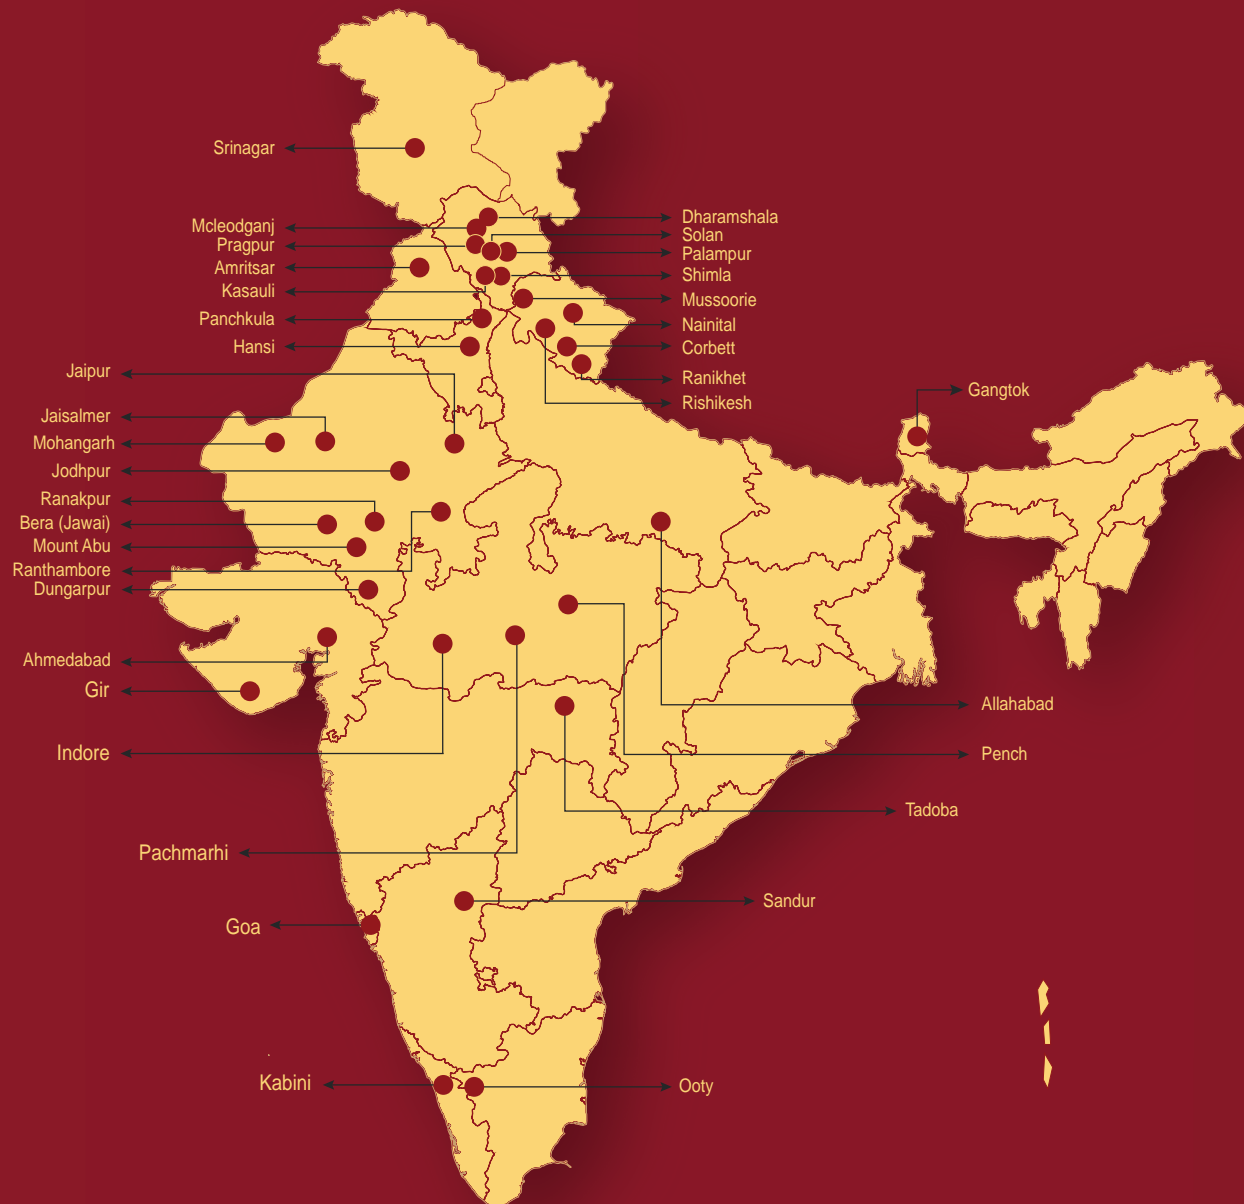 Srinagar
Mcleodganj
Dharamshala
Solan
Pragpur
Palampur
Amritsar
Shimla
Kasauli
Mussoorie
Panchkula
Nainital
Hansi
Corbett
Jaipur
Ranikhet
Gangtok
Rishikesh
Jaisalmer
Mohangarh
Jodhpur
Ranakpur
Bera (Jawai)
Mount Abu
Ranthambore
Dungarpur
Ahmedabad
Gir
Allahabad
Indore
Pench
Tadoba
Pachmarhi
Sandur
Goa
Kabini
Ooty